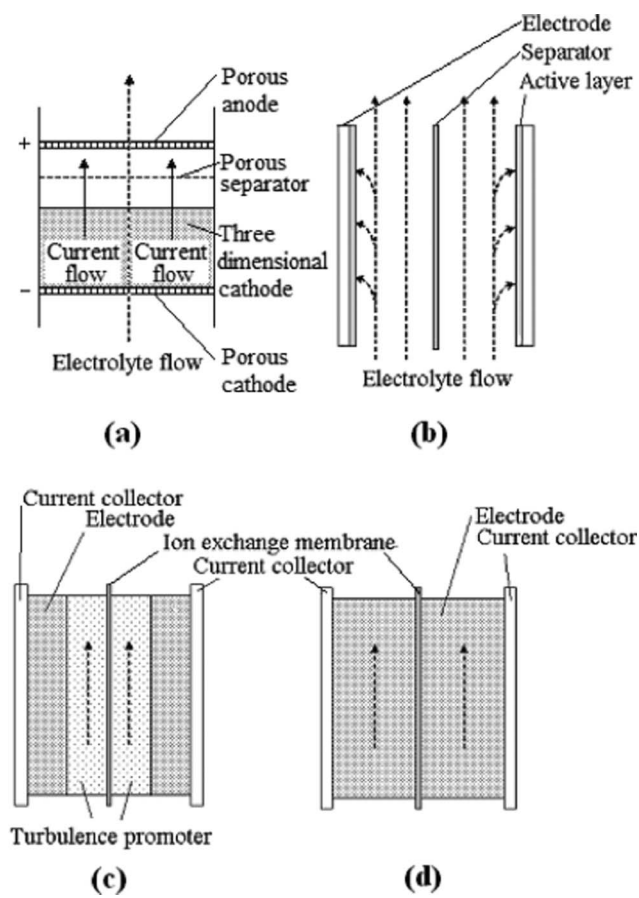 Porous
anode
+
Porous
separator
Three
dimensional
cathode
Current
flow
Current
flow
−
Electrolyte flow
Porous
cathode
(a)
Electrode
Separator
Active layer
Electrolyte flow
(b)
Current collector
Electrode
Ion exchange membrane
Current collector
Turbulence promoter
(c)
Electrode
Current collector
(d)